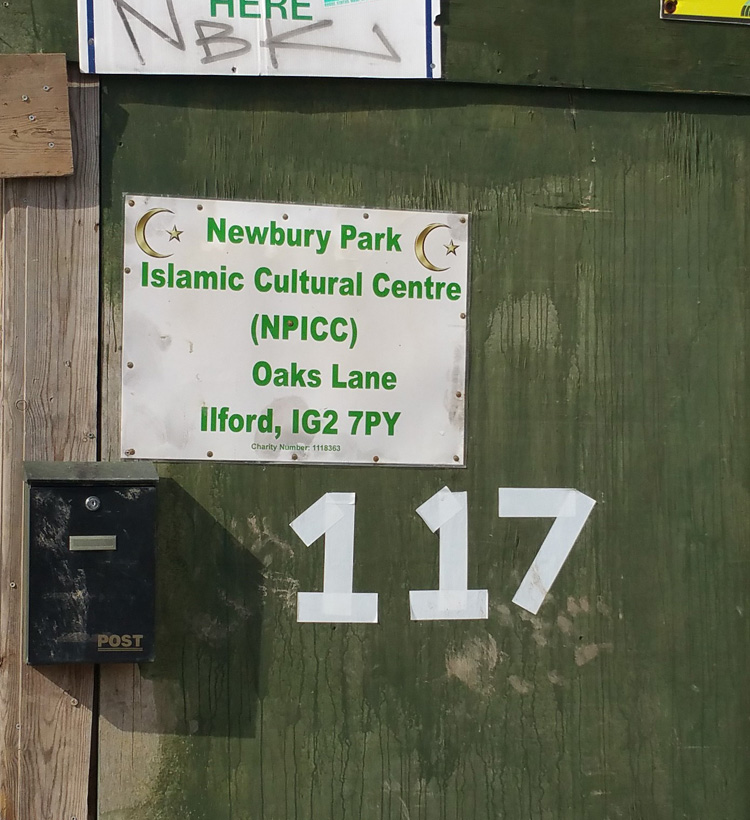 HERE
NBK
Newbury Park
Islamic Cultural Centre
(NPICC)
Oaks Lane
Ilford, IG2 7PY
Charity Number: 1118363
117
POST